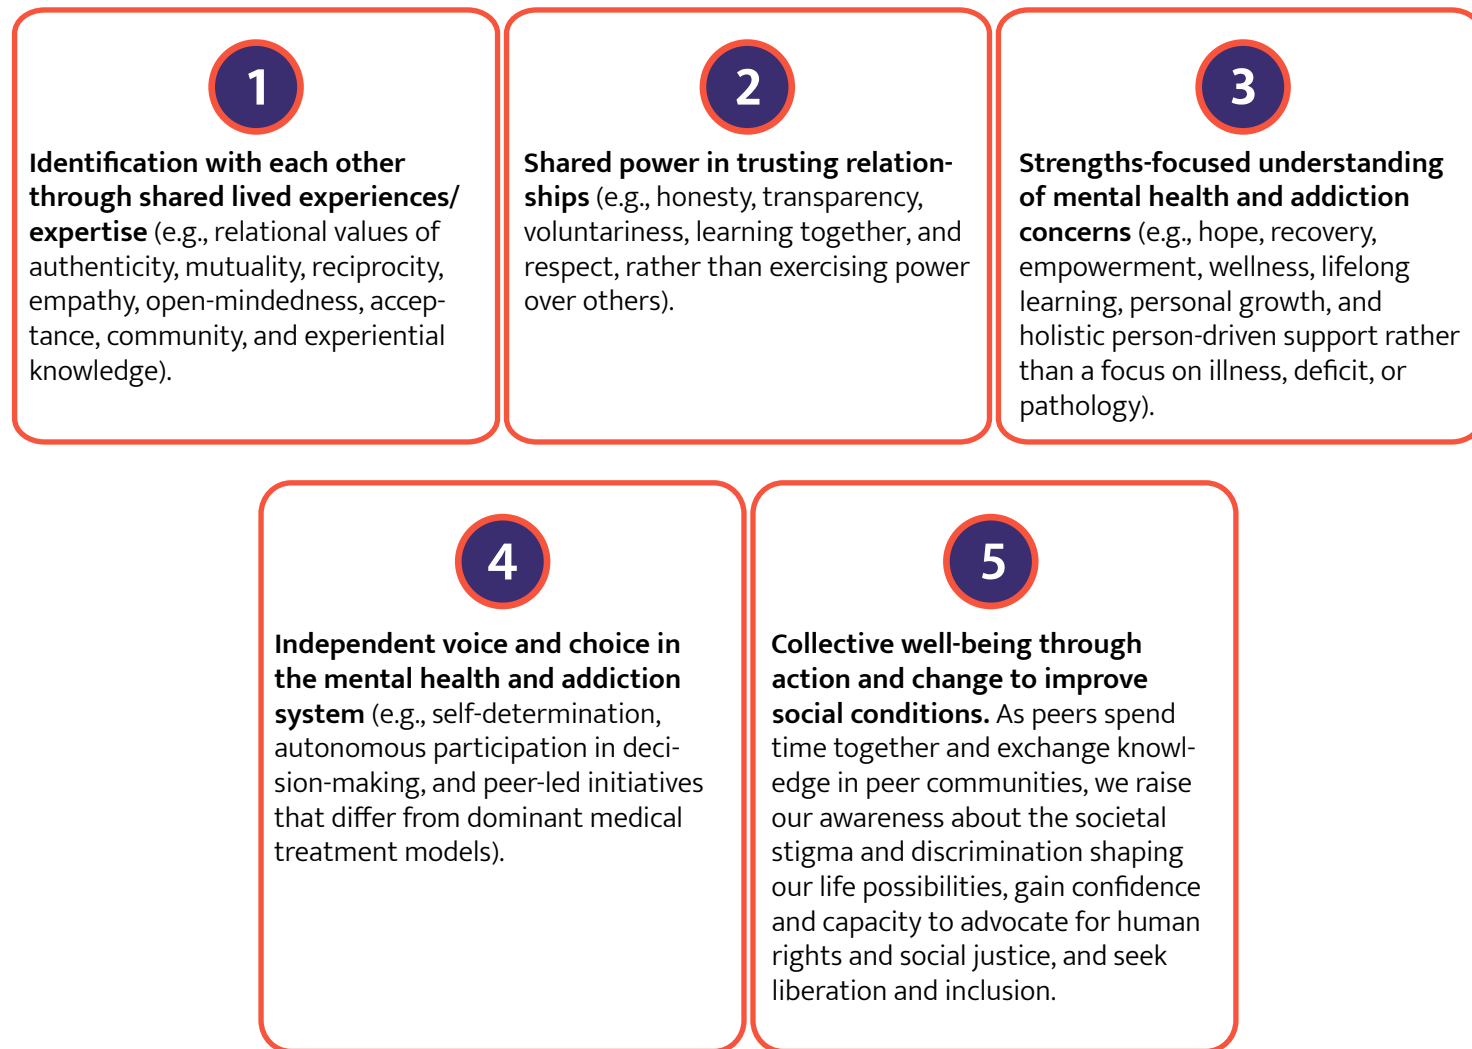 1
Identification with each other
through shared lived experiences/
expertise (e.g., relational values of
authenticity, mutuality, reciprocity,
empathy, open-mindedness, accep-
tance, community, and experiential
knowledge).
2
Shared power in trusting relation-
ships (e.g., honesty, transparency,
voluntariness, learning together, and
respect, rather than exercising power
over others).
3
Strengths-focused understanding
of mental health and addiction
concerns (e.g., hope, recovery,
empowerment, wellness, lifelong
learning, personal growth, and
holistic person-driven support rather
than a focus on illness, deficit, or
pathology).
4
Independent voice and choice in
the mental health and addiction
system (e.g., self-determination,
autonomous participation in deci-
sion-making, and peer-led initiatives
that differ from dominant medical
treatment models).
5
Collective well-being through
action and change to improve
social conditions. As peers spend
time together and exchange knowl-
edge in peer communities, we raise
our awareness about the societal
stigma and discrimination shaping
our life possibilities, gain confidence
and capacity to advocate for human
rights and social justice, and seek
liberation and inclusion.